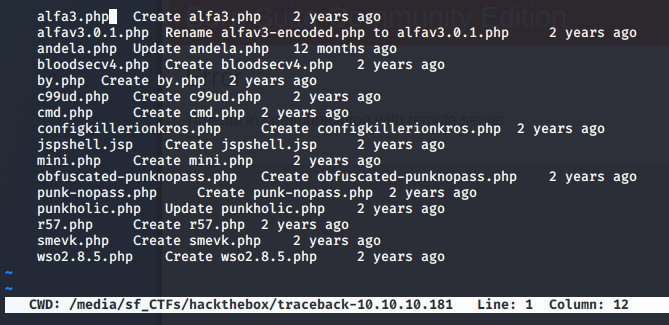 alfa3.php Create alfa3.php 2 years ago
alfav3.0.1.php Rename alfav3-encoded.php to alfav3.0.1.php 2 years ago
andela.php Update andela.php 12 months ago
bloodsecv4.php Create bloodsecv4.php 2 years ago
by.php Create by.php 2 years ago
c99ud.php Create c99ud.php 2 years ago
cmd.php Create cmd.php 2 years ago
configkillerionkros.php Create configkillerionkros.php 2 years ago
jspshell.jsp Create jspshell.jsp 2 years ago
mini.php Create mini.php 2 years ago
obfuscated-punknopass.php Create obfuscated-punknopass.php 2 years ago
punk-nopass.php Create punk-nopass.php 2 years ago
punkholic.php Update punkholic.php 2 years ago
r57.php Create r57.php 2 years ago
smevk.php Create smevk.php 2 years ago
wso2.8.5.php Create wso2.8.5.php 2 years ago
~
~
CWD: /media/sf_CTFs/hackthebox/traceback-10.10.10.181 Line: 1 Column: 12